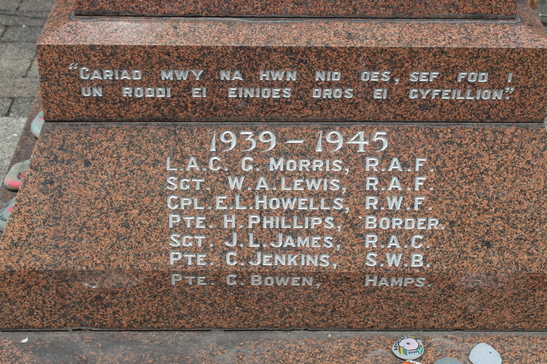 "CARIAD MWY NA HWN NID OES, SEF FOD I
UN RODDI EI EINIOES DROS EI GYFEILLION."
1939 – 1945
L.A.C. G. MORRIS, R.A.F.
SGT. W. A. LEWIS, R.A.F.
CPL. E. I. HOWELLS, R.W.F.
PTE. H. PHILLIPS, BORDER.
SGT. J. L. JAMES, R.A.C.
PTE. C. JENKINS, S.W.B.
PTE. G. BOWEN, HAMPS.